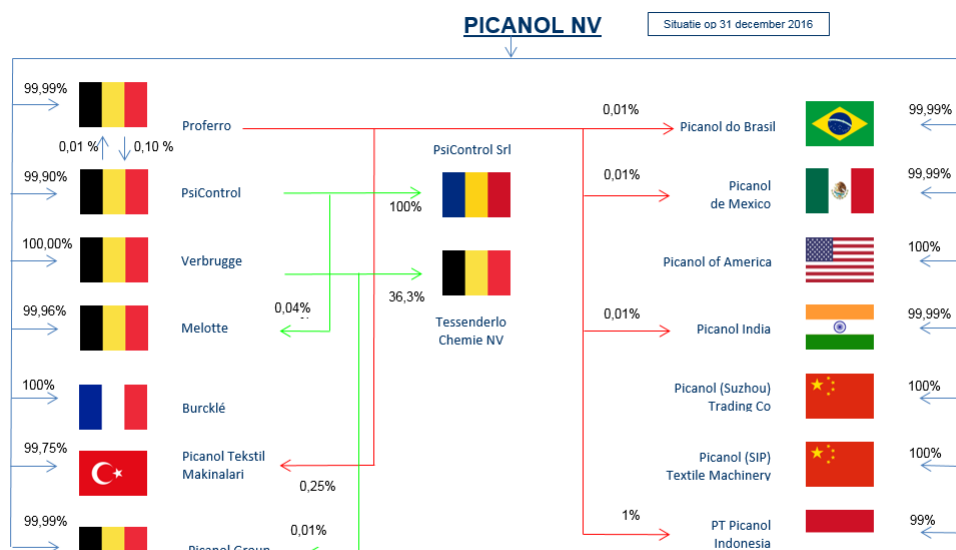 PICANOL NV
Situatie op 31 december 2016
99,99%
Proferro
0,01 %
0,10 %
99,90%
PsiControl
100,00%
Verbrugge
99,96%
Melotte
100%
Burcklé
99,75%
Picanol Tekstil
Makinalari
99,99%
Picanol Group
PsiControl Srl
100%
36,3%
Tessenderlo
Chemie NV
0,04%
0,25%
0,01%
0,01%
Picanol do Brasil
99,99%
0,01%
Picanol
de Mexico
99,99%
Picanol of America
100%
0,01%
Picanol India
99,99%
Picanol (Suzhou)
Trading Co
100%
Picanol (SIP)
Textile Machinery
100%
1%
PT Picanol
Indonesia
99%